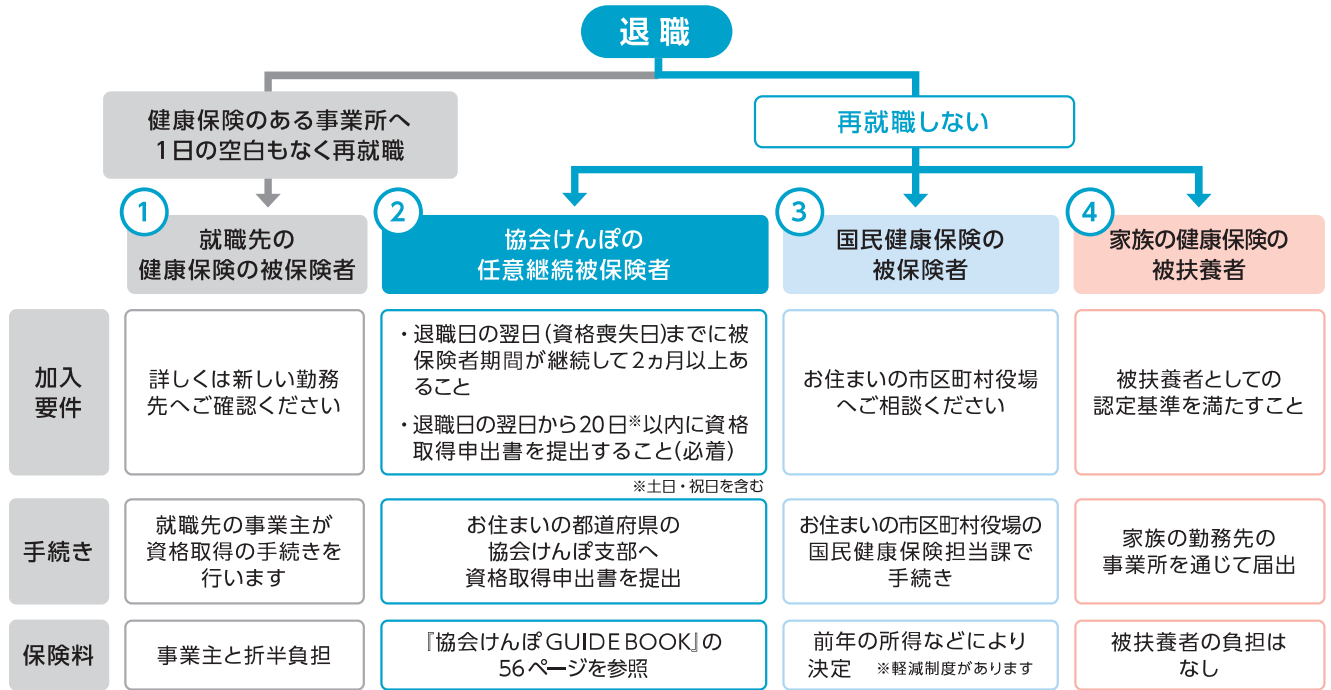 退職
健康保険のある事業所へ
1日の空白もなく再就職
再就職しない
1
就職先の
健康保険の被保険者
2
協会けんぽの
任意継続被保険者
3
国民健康保険の
被保険者
4
家族の健康保険の
被扶養者
加入
要件
詳しくは新しい勤務
先へご確認ください
・退職日の翌日(資格喪失日)までに被
保険者期間が継続して2ヵ月以上あ
ること
・退職日の翌日から20日※以内に資格
取得申出書を提出すること(必着)
※土日・祝日を含む
お住まいの市区町村役場
へご相談ください
被扶養者としての
認定基準を満たすこと
手続き
就職先の事業主が
資格取得の手続きを
行います
お住まいの都道府県の
協会けんぽ支部へ
資格取得申出書を提出
お住まいの市区町村役場の
国民健康保険担当課で
手続き
家族の勤務先の
事業所を通じて届出
保険料
事業主と折半負担
『協会けんぽGUIDE BOOK』の
56ページを参照
前年の所得などにより
決定 ※軽減制度があります
被扶養者の負担は
なし